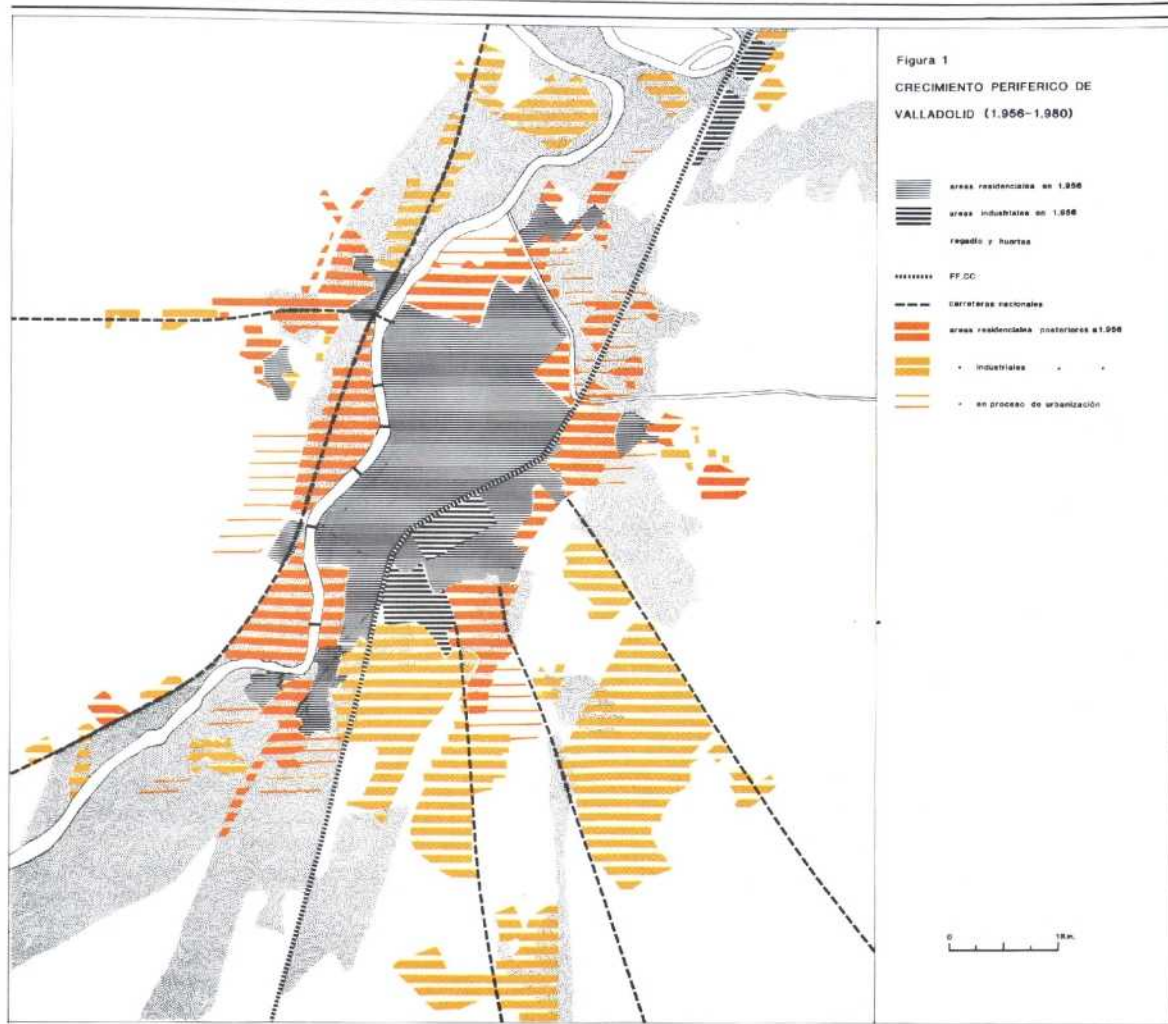 Figura 1
CRECIMIENTO PERIFERICO DE
VALLADOLID (1.956-1.980)
areas residenciales en 1.956
areas industriales en 1.956
regadio y huertas
FF.CC.
carreteras nacionales
areas residenciales posteriores a 1.956
" industriales " "
" en proceso de urbanización
0 1 K m.